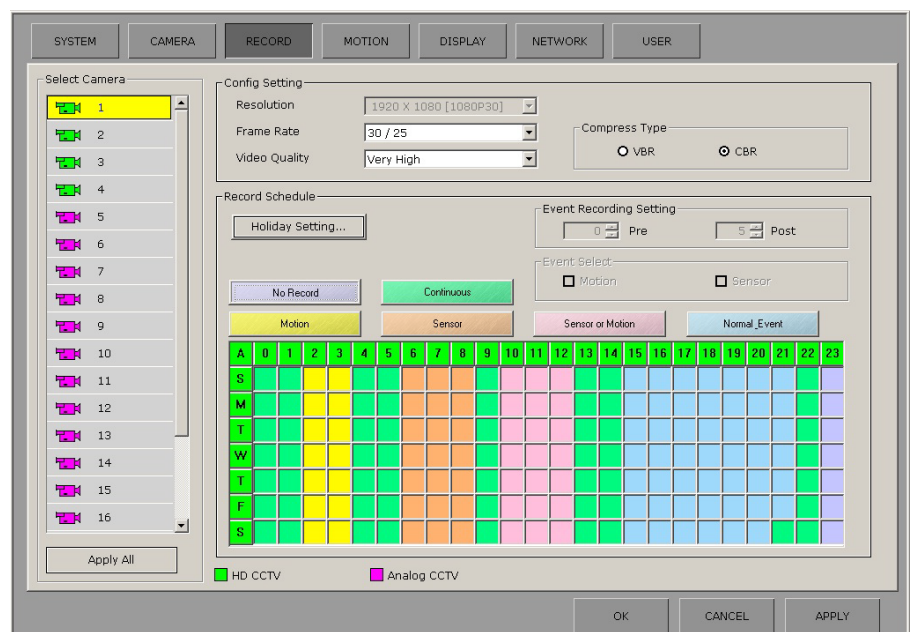 SYSTEM CAMERA RECORD MOTION DISPLAY NETWORK USER
Select Camera
1
2
3
4
5
6
7
8
9
10
11
12
13
14
15
16
Apply All
Config Setting
Resolution 1920 X 1080 [1080P30]
Frame Rate 30 / 25
Video Quality Very High
Compress Type
VBR CBR
Record Schedule
Holiday Setting...
Event Recording Setting
0 Pre 5 Post
Event Select
Motion Sensor
No Record Continuous
Motion Sensor Sensor or Motion Normal_Event
A 0 1 2 3 4 5 6 7 8 9 10 11 12 13 14 15 16 17 18 19 20 21 22 23
S
M
T
W
T
F
S
HD CCTV Analog CCTV
OK CANCEL APPLY